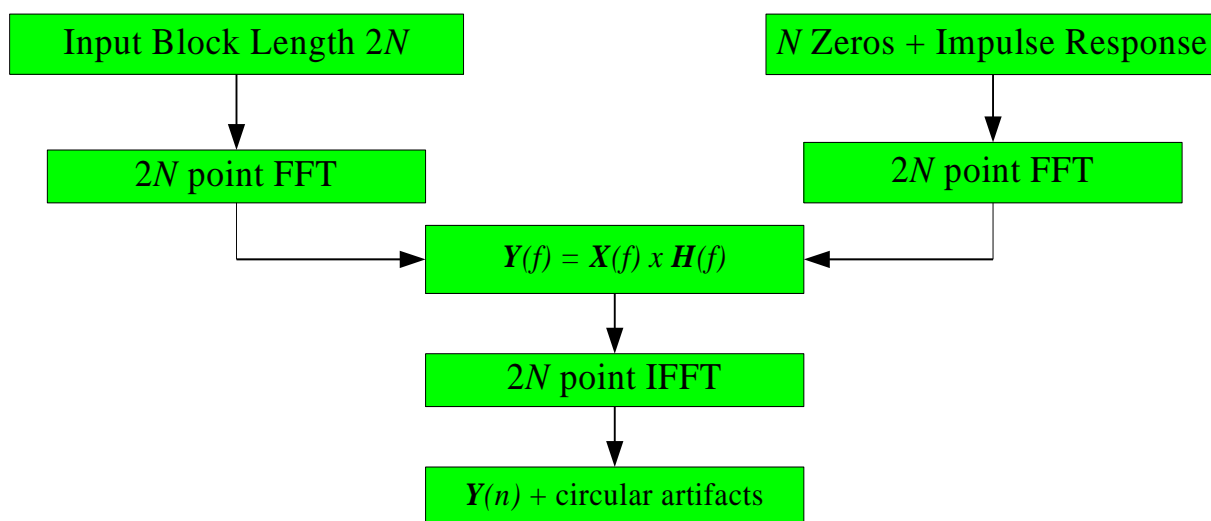 Input Block Length 2N
N Zeros + Impulse Response
2N point FFT
2N point FFT
Y(f) = X(f) x H(f)
2N point IFFT
Y(n) + circular artifacts